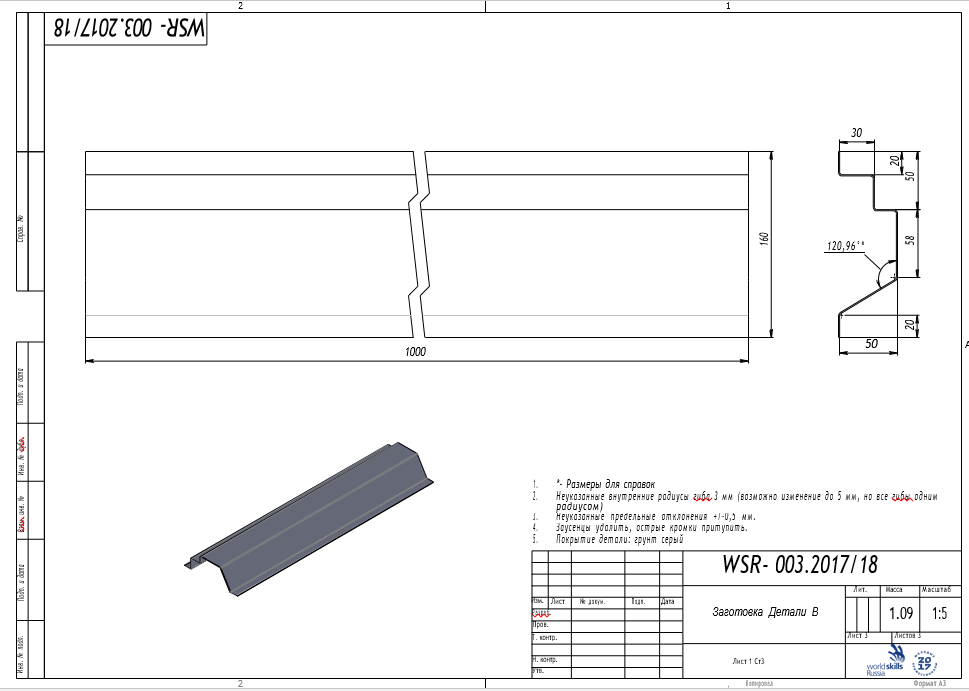 2
1
WSR- 003.2017/18
30
20
50
58
120,96°*
20
50
160
1000
Справ. №
Подп. и дата
Инв. № дубл.
Взам. инв. №
Подп. и дата
Инв. № подл.
А
1. *- Размеры для справок
2. Неуказанные внутренние радиусы гиба 3 мм (возможно изменение до 5 мм, но все гибы одним
радиусом)
3. Неуказанные предельные отклонения +/-0,5 мм.
4. Заусенцы удалить, острые кромки притупить.
5. Покрытие детали: грунт серый
WSR- 003.2017/18
Лит. Масса Масштаб
Изм. Лист № докум. Подп. Дата
Разраб.
Пров.
Т. контр.
Н. контр.
Утв.
Заготовка Детали В
1.09 1:5
Лист 3 Листов 3
Лист 1 Ст3
worldskills
Russia
2017
2
Копировал
Формат А3